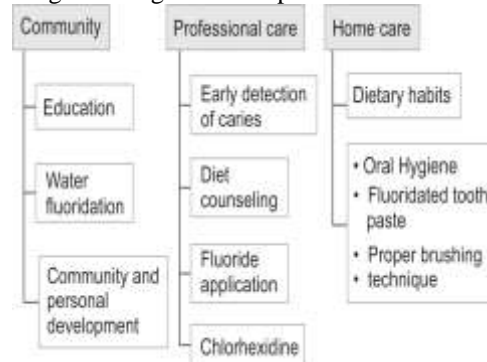 Community
Education
Water
fluoridation
Community and
personal
development
Professional care
Early detection
of caries
Diet
counseling
Fluoride
application
Chlorhexidine
Home care
Dietary habits
• Oral Hygiene
• Fluoridated tooth
paste
• Proper brushing
• technique